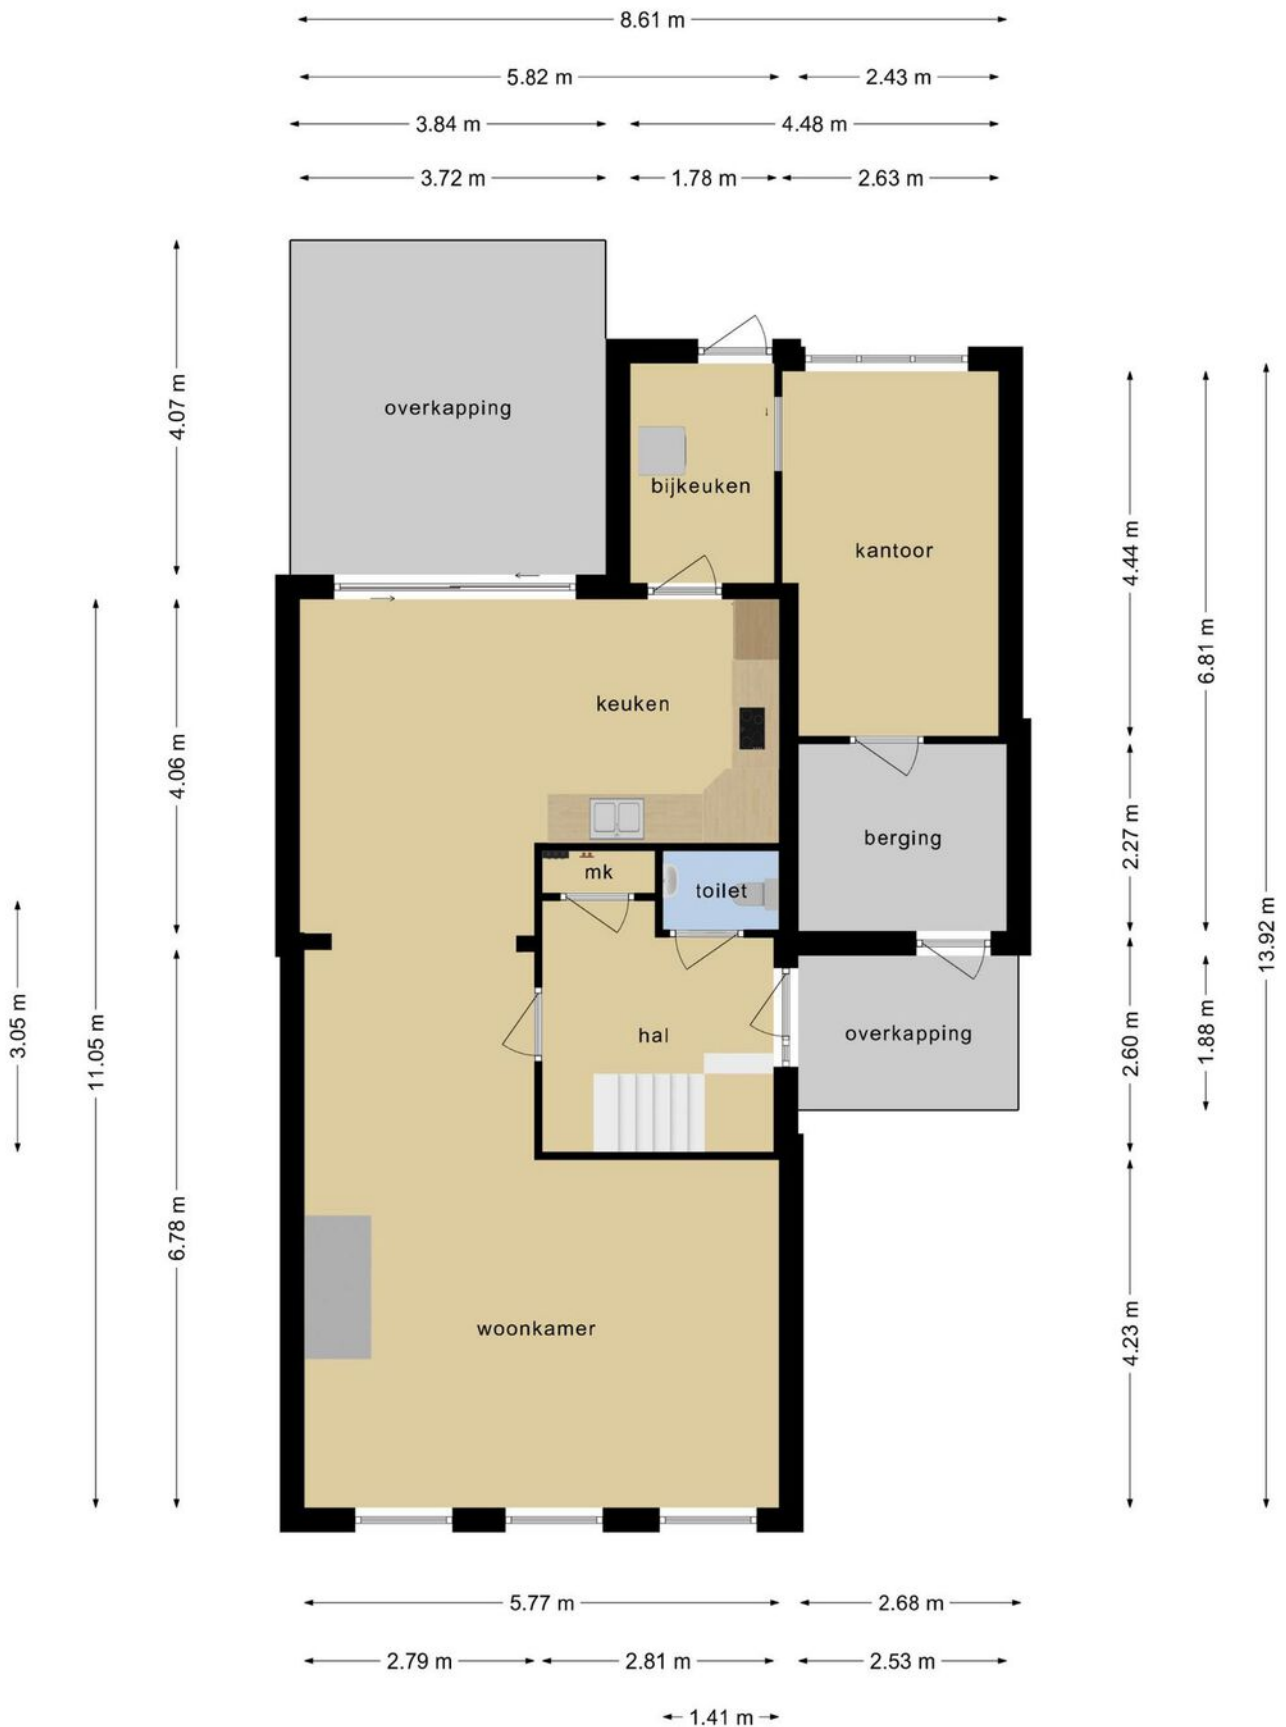 8.61 m
5.82 m
2.43 m
3.84 m
4.48 m
3.72 m
1.78 m
2.63 m
4.07 m
overkapping
bijkeuken
kantoor
4.44 m
6.81 m
13.92 m
keuken
4.06 m
2.27 m
berging
mk
toilet
3.05 m
11.05 m
hal
overkapping
2.60 m
1.88 m
6.78 m
woonkamer
4.23 m
5.77 m
2.68 m
2.79 m
2.81 m
2.53 m
1.41 m